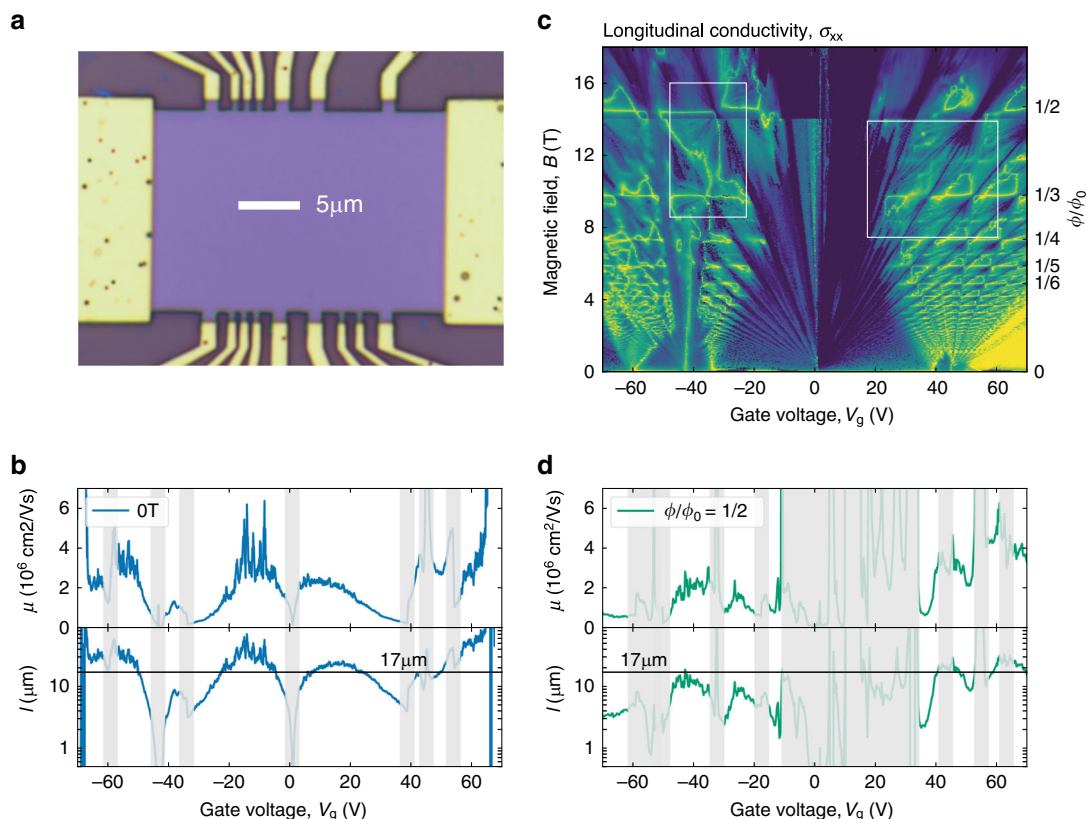 a
5μm
c
Longitudinal conductivity, σxx
Magnetic field, B (T)
16
12
8
4
0
1/2
1/3
1/4
1/5
1/6
0
ϕ/ϕ0
−60 −40 −20 0 20 40 60
Gate voltage, Vg (V)
b
0T
μ (10⁶ cm2/Vs)
6
4
2
0
17μm
l (μm)
10
1
−60 −40 −20 0 20 40 60
Gate voltage, Vg (V)
d
ϕ/ϕ0 = 1/2
μ (10⁶ cm²/Vs)
6
4
2
0
17μm
l (μm)
10
1
−60 −40 −20 0 20 40 60
Gate voltage, Vg (V)